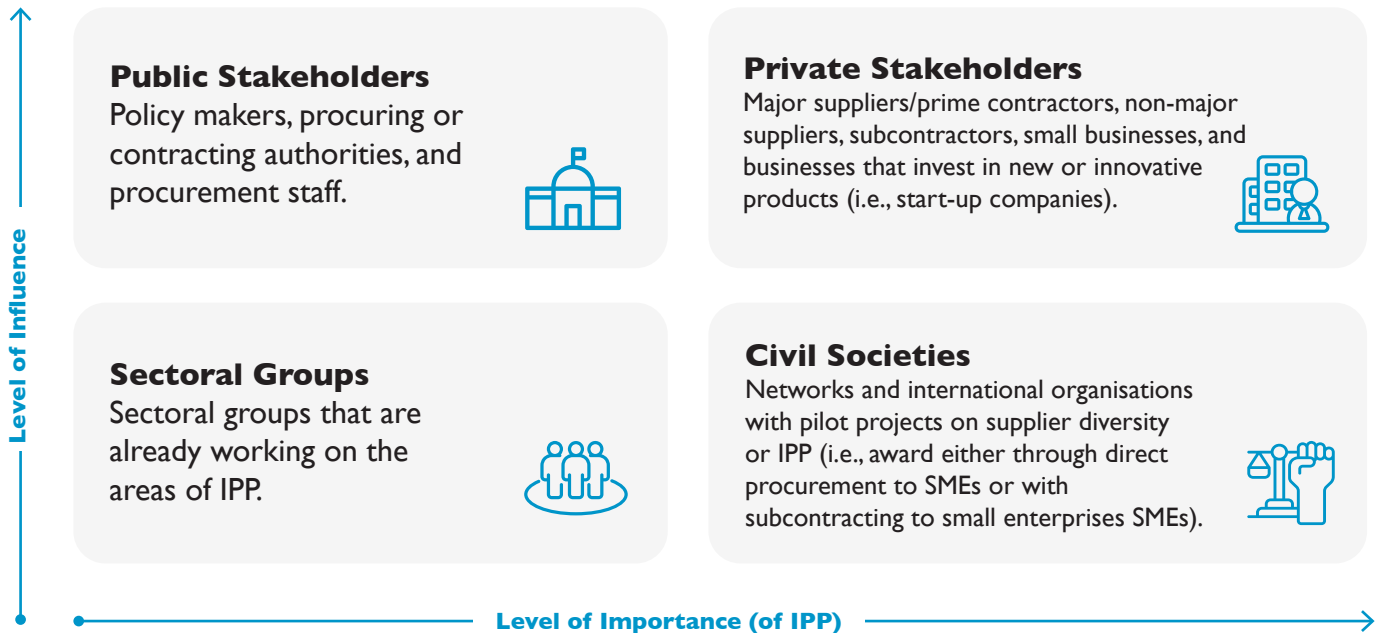 Level of Influence
Public Stakeholders
Policy makers, procuring or
contracting authorities, and
procurement staff.
Private Stakeholders
Major suppliers/prime contractors, non-major
suppliers, subcontractors, small businesses, and
businesses that invest in new or innovative
products (i.e., start-up companies).
Sectoral Groups
Sectoral groups that are
already working on the
areas of IPP.
Civil Societies
Networks and international organisations
with pilot projects on supplier diversity
or IPP (i.e., award either through direct
procurement to SMEs or with
subcontracting to small enterprises SMEs).
Level of Importance (of IPP)